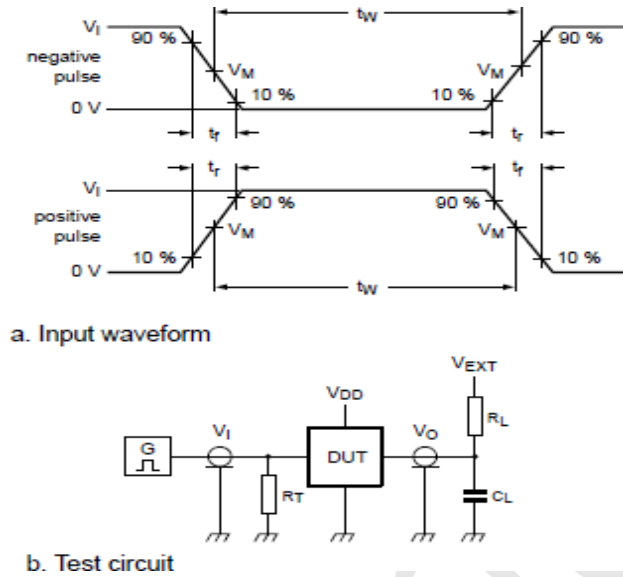 tW
VI
90 %
90 %
negative
pulse
VM
VM
10 %
10 %
0 V
tf
tr
tr
tf
VI
90 %
90 %
positive
pulse
VM
VM
10 %
10 %
0 V
tW
a. Input waveform
VEXT
VDD
RL
VI
VO
G
DUT
RT
CL
b. Test circuit